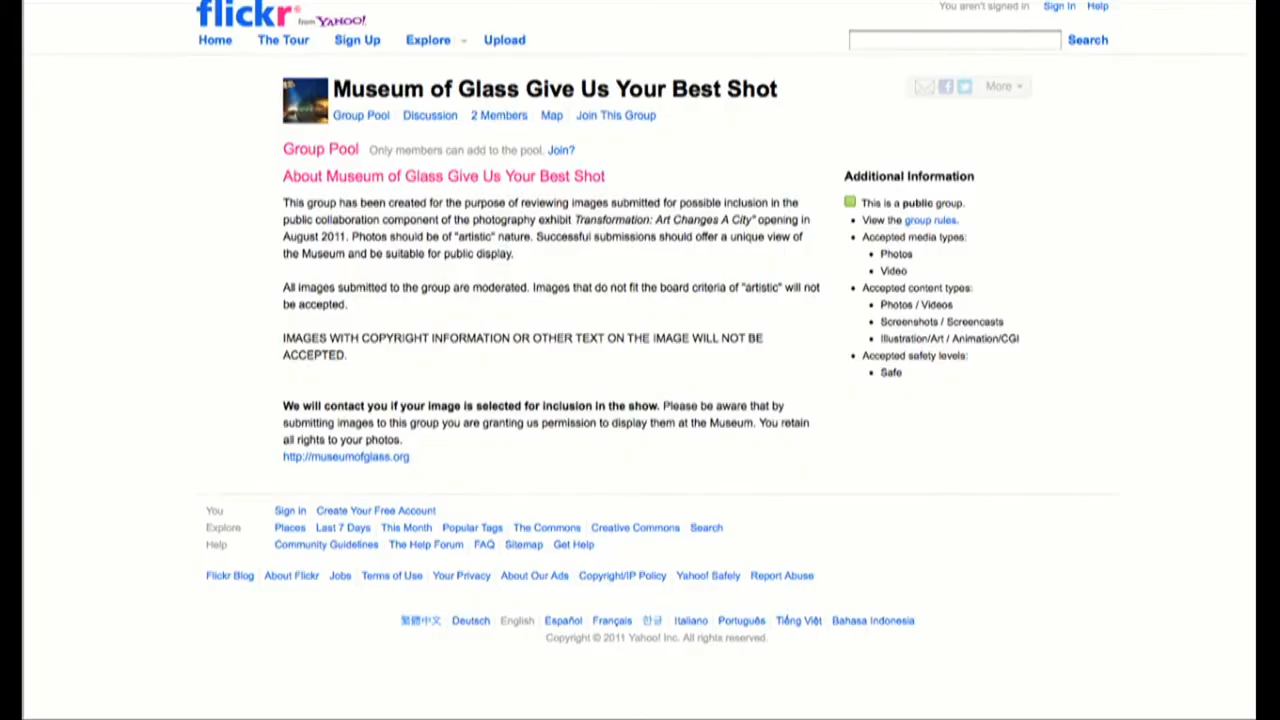 flickr from YAHOO!
You aren't signed in Sign In Help
Home The Tour Sign Up Explore Upload Search
Museum of Glass Give Us Your Best Shot
More
Group Pool Discussion 2 Members Map Join This Group
Group Pool Only members can add to the pool. Join?
About Museum of Glass Give Us Your Best Shot
This group has been created for the purpose of reviewing images submitted for possible inclusion in the
public collaboration component of the photography exhibit Transformation: Art Changes A City" opening in
August 2011. Photos should be of "artistic" nature. Successful submissions should offer a unique view of
the Museum and be suitable for public display.
All images submitted to the group are moderated. Images that do not fit the board criteria of "artistic" will not
be accepted.
IMAGES WITH COPYRIGHT INFORMATION OR OTHER TEXT ON THE IMAGE WILL NOT BE
ACCEPTED.
We will contact you if your image is selected for inclusion in the show. Please be aware that by
submitting images to this group you are granting us permission to display them at the Museum. You retain
all rights to your photos.
http://museumofglass.org
Additional Information
This is a public group.
View the group rules.
Accepted media types:
Photos
Video
Accepted content types:
Photos / Videos
Screenshots / Screencasts
Illustration/Art / Animation/CGI
Accepted safety levels:
Safe
You Sign in Create Your Free Account
Explore Places Last 7 Days This Month Popular Tags The Commons Creative Commons Search
Help Community Guidelines The Help Forum FAQ Sitemap Get Help
Flickr Blog About Flickr Jobs Terms of Use Your Privacy About Our Ads Copyright/IP Policy Yahoo! Safely Report Abuse
繁體中文 Deutsch English Español Français 한글 Italiano Português Tiếng Việt Bahasa Indonesia
Copyright © 2011 Yahoo! Inc. All rights reserved.